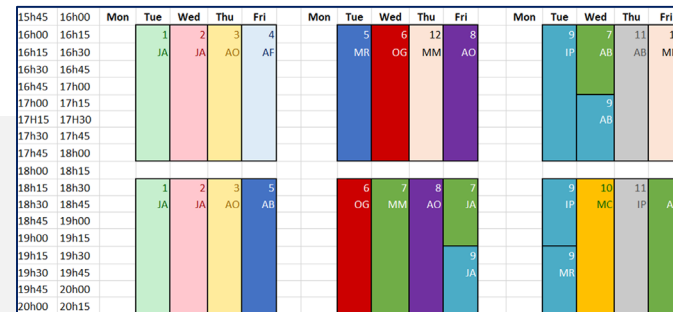 15h45 16h00 Mon Tue Wed Thu Fri Mon Tue Wed Thu Fri Mon Tue Wed Thu
16h00 16h15 1 2 3 4 5 6 12 8 9 7 11
16h15 16h30 JA JA AO AF MR OG MM AO IP AB AB
16h30 16h45
16h45 17h00
17h00 17h15 9
17H15 17H30 AB
17h30 17h45
17h45 18h00
18h00 18h15
18h15 18h30 1 2 3 5 6 7 8 7 9 10 11
18h30 18h45 JA JA AO AB OG MM AO JA IP MC IP
18h45 19h00
19h00 19h15
19h15 19h30 9 9
19h30 19h45 JA MR
19h45 20h00
20h00 20h15